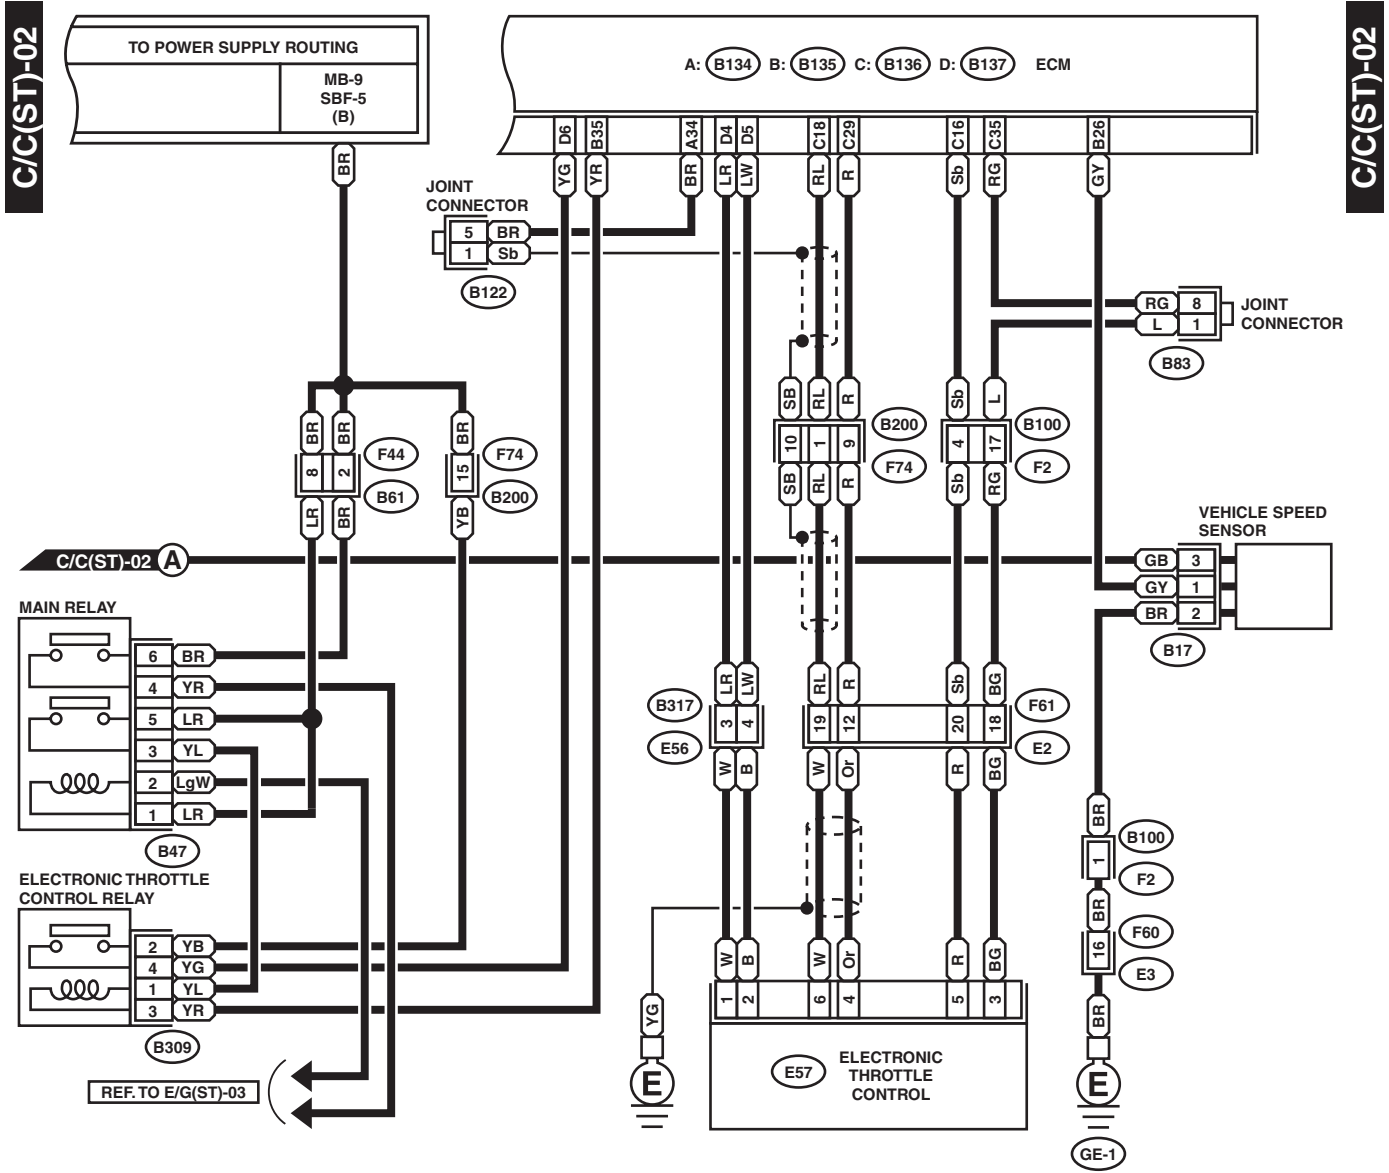 C/C(ST)-02
C/C(ST)-02
TO POWER SUPPLY ROUTING
MB-9
SBF-5
(B)
A: B134 B: B135 C: B136 D: B137 ECM
D6 B35 A34 D4 D5 C18 C29 C16 C35 B26
BR
YG YR BR LR LW RL R Sb RG GY
JOINT
CONNECTOR
5 BR
1 Sb
B122
RG 8
L 1
JOINT
CONNECTOR
B83
SB RL R Sb L
BR BR BR
10 1 9 B200
4 17 B100
F74
F2
8 2 F44
15 F74
B61
B200
SB RL R Sb RG
LR BR YB
VEHICLE SPEED
SENSOR
C/C(ST)-02 A
GB 3
GY 1
BR 2
B17
MAIN RELAY
6 BR
4 YR
5 LR
3 YL
2 LgW
1 LR
B47
LR LW RL R Sb BG
B317 3 4 19 12 20 18 F61
E56 E2
W B W Or R BG
BR
1 B100
F2
BR
16 F60
E3
BR
E
GE-1
ELECTRONIC THROTTLE
CONTROL RELAY
2 YB
4 YG
1 YL
3 YR
B309
REF. TO E/G(ST)-03
W B W Or R BG
1 2 6 4 5 3
YG
E
E57
ELECTRONIC
THROTTLE
CONTROL